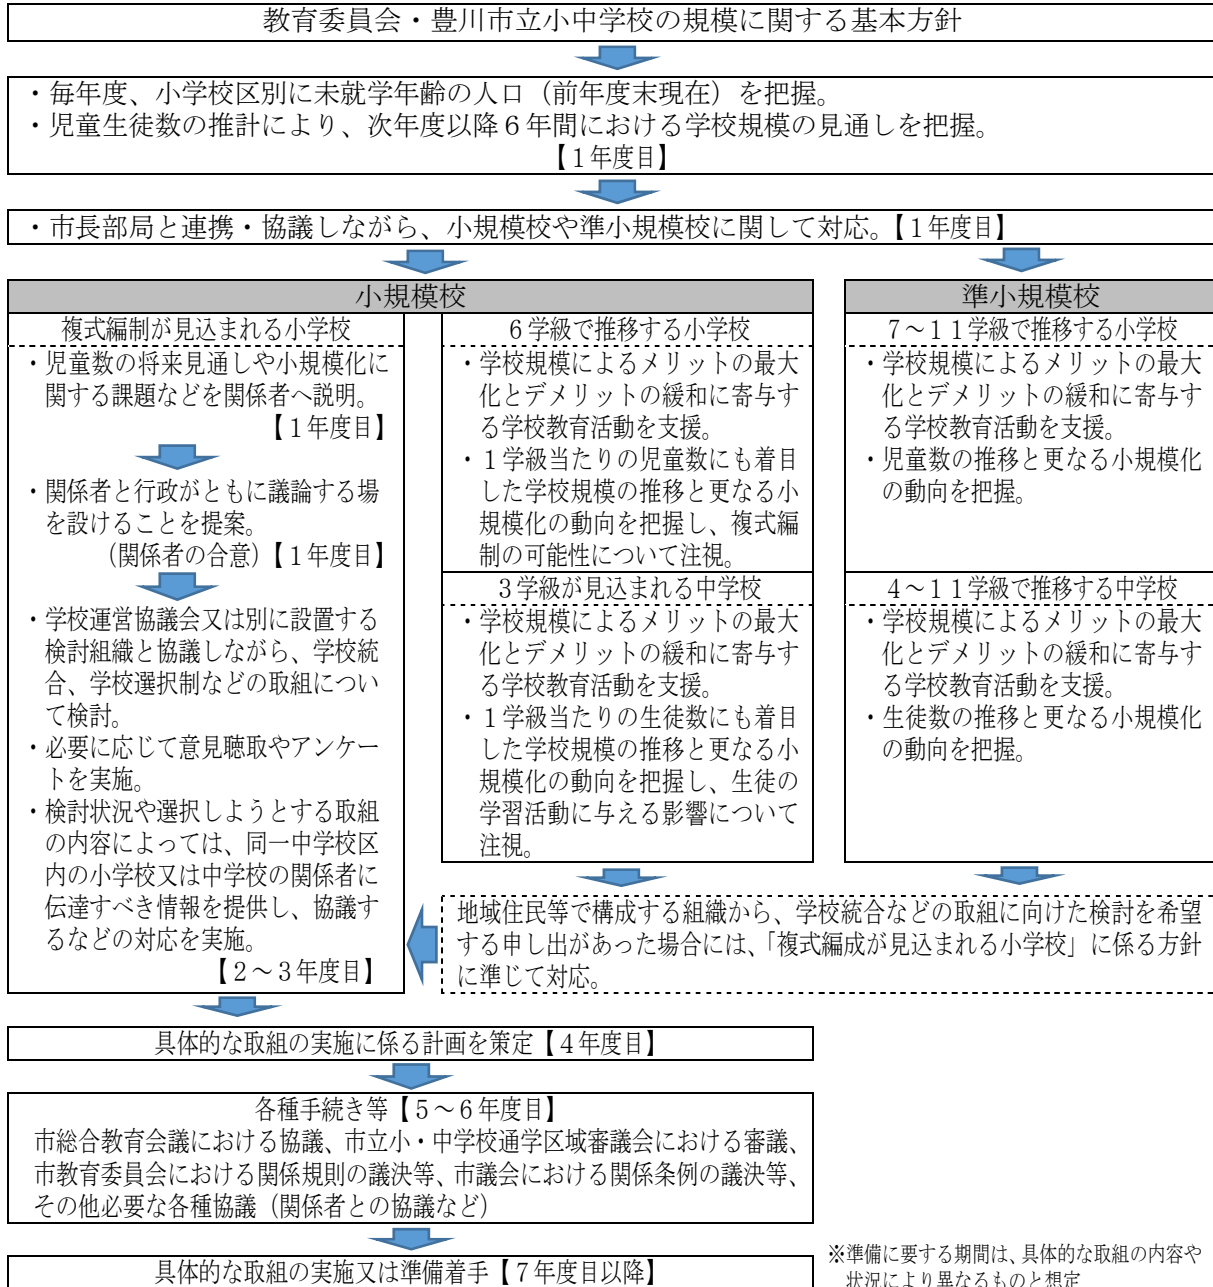 教育委員会・豊川市立小中学校の規模に関する基本方針
・毎年度、小学校区別に未就学年齢の人口（前年度末現在）を把握。
・児童生徒数の推計により、次年度以降６年間における学校規模の見通しを把握。
【１年度目】
・市長部局と連携・協議しながら、小規模校や準小規模校に関して対応。【１年度目】
小規模校
複式編制が見込まれる小学校
・児童数の将来見通しや小規模化に
関する課題などを関係者へ説明。
【１年度目】
・関係者と行政がともに議論する場
を設けることを提案。
（関係者の合意）【１年度目】
・学校運営協議会又は別に設置する
検討組織と協議しながら、学校統
合、学校選択制などの取組につい
て検討。
・必要に応じて意見聴取やアンケー
トを実施。
・検討状況や選択しようとする取組
の内容によっては、同一中学校区
内の小学校又は中学校の関係者に
伝達すべき情報を提供し、協議す
るなどの対応を実施。
【２～３年度目】
６学級で推移する小学校
・学校規模によるメリットの最大
化とデメリットの緩和に寄与す
る学校教育活動を支援。
・１学級当たりの児童数にも着目
した学校規模の推移と更なる小
規模化の動向を把握し、複式編
制の可能性について注視。
３学級が見込まれる中学校
・学校規模によるメリットの最大
化とデメリットの緩和に寄与す
る学校教育活動を支援。
・１学級当たりの生徒数にも着目
した学校規模の推移と更なる小
規模化の動向を把握し、生徒の
学習活動に与える影響について
注視。
準小規模校
７～１１学級で推移する小学校
・学校規模によるメリットの最大
化とデメリットの緩和に寄与す
る学校教育活動を支援。
・児童数の推移と更なる小規模化
の動向を把握。
４～１１学級で推移する中学校
・学校規模によるメリットの最大
化とデメリットの緩和に寄与す
る学校教育活動を支援。
・生徒数の推移と更なる小規模化
の動向を把握。
地域住民等で構成する組織から、学校統合などの取組に向けた検討を希望
する申し出があった場合には、「複式編成が見込まれる小学校」に係る方針
に準じて対応。
具体的な取組の実施に係る計画を策定【４年度目】
各種手続き等【５～６年度目】
市総合教育会議における協議、市立小・中学校通学区域審議会における審議、
市教育委員会における関係規則の議決等、市議会における関係条例の議決等、
その他必要な各種協議（関係者との協議など）
具体的な取組の実施又は準備着手【７年度目以降】
※準備に要する期間は、具体的な取組の内容や
状況により異なるものと想定